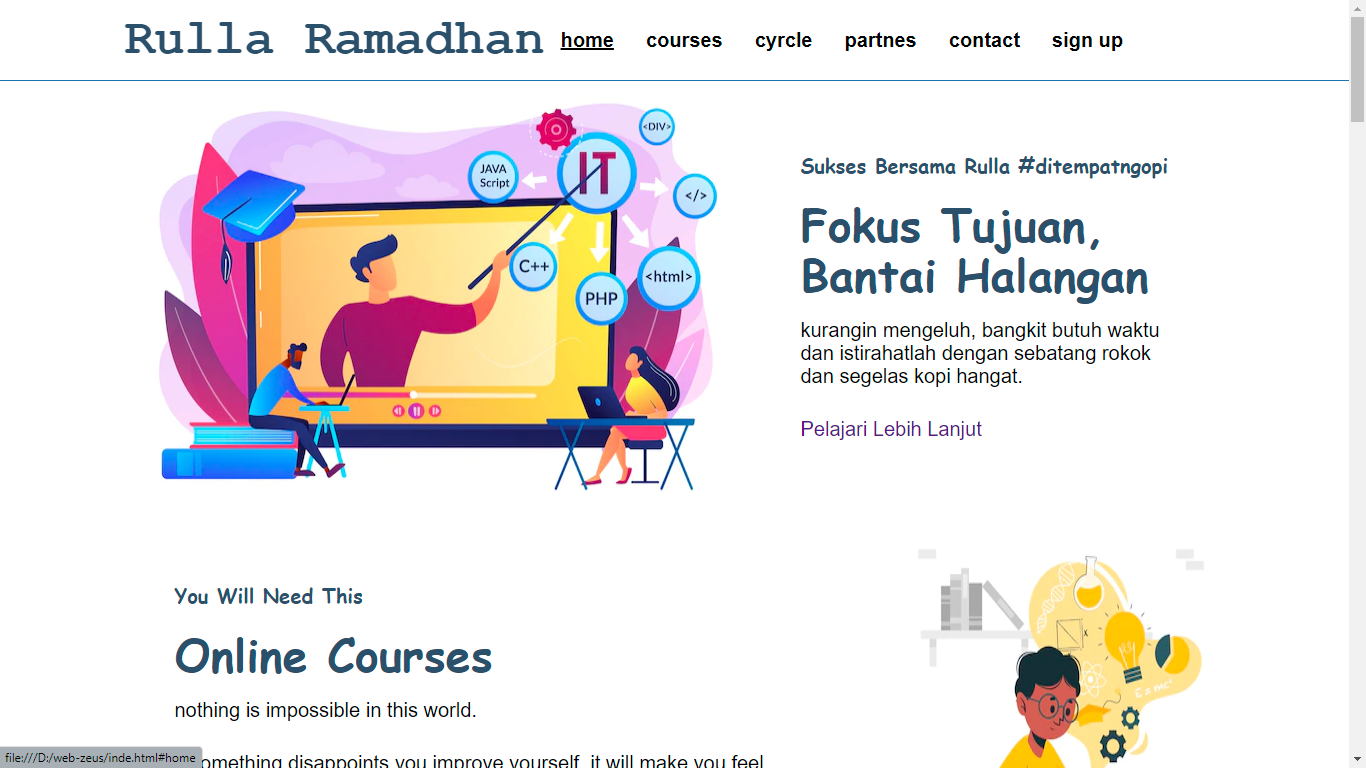 Rulla Ramadhan
home courses cyrcle partnes contact sign up
<DIV>
IT
JAVA
Script
</>
C++
<html>
PHP
Sukses Bersama Rulla #ditempatngopi
Fokus Tujuan,
Bantai Halangan
kurangin mengeluh, bangkit butuh waktu
dan istirahatlah dengan sebatang rokok
dan segelas kopi hangat.
Pelajari Lebih Lanjut
You Will Need This
Online Courses
nothing is impossible in this world.
omething disappoints you improve yourself, it will make you feel
file:///D:/web-zeus/inde.html#home